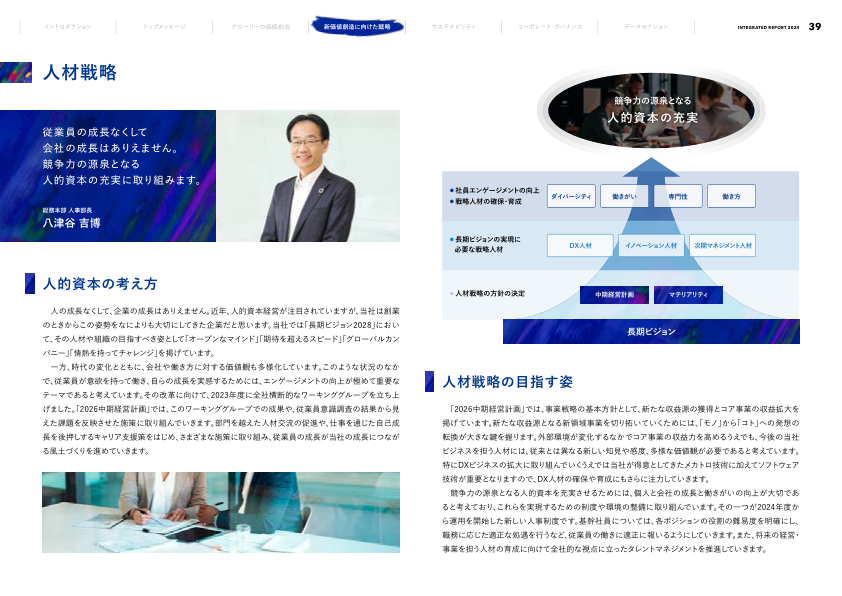 イントロダクション
トップメッセージ
グローリーの価値創造
新価値創造に向けた戦略
サステナビリティ
コーポレート・ガバナンス
データセクション
INTEGRATED REPORT 2024 39
人材戦略
従業員の成長なくして
会社の成長はありえません。
競争力の源泉となる
人的資本の充実に取り組みます。
総務本部 人事部長
八津谷 吉博
人的資本の考え方
人の成長なくして、企業の成長はありえません。近年、人的資本経営が注目されていますが、当社は創業
のときからこの姿勢をなによりも大切にしてきた企業だと思います。当社では「長期ビジョン2028」におい
て、その人材や組織の目指すべき姿として「オープンなマインド」「期待を超えるスピード」「グローバルカン
パニー」「情熱を持ってチャレンジ」を掲げています。
一方、時代の変化とともに、会社や働き方に対する価値観も多様化しています。このような状況のなか
で、従業員が意欲を持って働き、自らの成長を実感するためには、エンゲージメントの向上が極めて重要な
テーマであると考えています。その改革に向けて、2023年度に全社横断的なワーキンググループを立ち上
げました。「2026中期経営計画」では、このワーキンググループでの成果や、従業員意識調査の結果から見
えた課題を反映させた施策に取り組んでいきます。部門を越えた人材交流の促進や、仕事を通じた自己成
長を後押しするキャリア支援策をはじめ、さまざまな施策に取り組み、従業員の成長が当社の成長につなが
る風土づくりを進めていきます。
競争力の源泉となる
人的資本の充実
●社員エンゲージメントの向上
●戦略人材の確保・育成
ダイバーシティ 働きがい 専門性 働き方
●長期ビジョンの実現に
必要な戦略人材
DX人材 イノベーション人材 次期マネジメント人材
●人材戦略の方針の決定
中期経営計画 マテリアリティ
長期ビジョン
人材戦略の目指す姿
「2026中期経営計画」では、事業戦略の基本方針として、新たな収益源の獲得とコア事業の収益拡大を
掲げています。新たな収益源となる新領域事業を切り拓いていくためには、「モノ」から「コト」への発想の
転換が大きな鍵を握ります。外部環境が変化するなかでコア事業の収益力を高めるうえでも、今後の当社
ビジネスを担う人材には、従来とは異なる新しい知見や感度、多様な価値観が必要であると考えています。
特にDXビジネスの拡大に取り組んでいくうえでは当社が得意としてきたメカトロ技術に加えてソフトウェア
技術が重要となりますので、DX人材の確保や育成にもさらに注力していきます。
競争力の源泉となる人的資本を充実させるためには、個人と会社の成長と働きがいの向上が大切であ
ると考えており、これらを実現するための制度や環境の整備に取り組んでいます。その一つが2024年度か
ら運用を開始した新しい人事制度です。基幹社員については、各ポジションの役割の難易度を明確にし、
職務に応じた適正な処遇を行うなど、従業員の働きに適正に報いるようにしていきます。また、将来の経営・
事業を担う人材の育成に向けて全社的な視点に立ったタレントマネジメントを推進していきます。